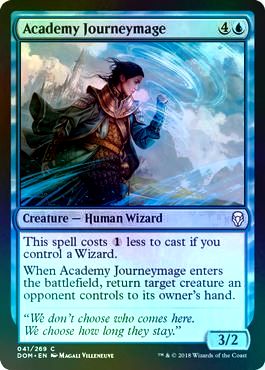 Academy Journeymage 4
Creature — Human Wizard
This spell costs 1 less to cast if you
control a Wizard.
When Academy Journeymage enters
the battlefield, return target creature an
opponent controls to its owner's hand.
"We don't choose who comes here.
We choose how long they stay."
3/2
041/269 C
DOM • EN MAGALI VILLENEUVE
™ & © 2018 Wizards of the Coast